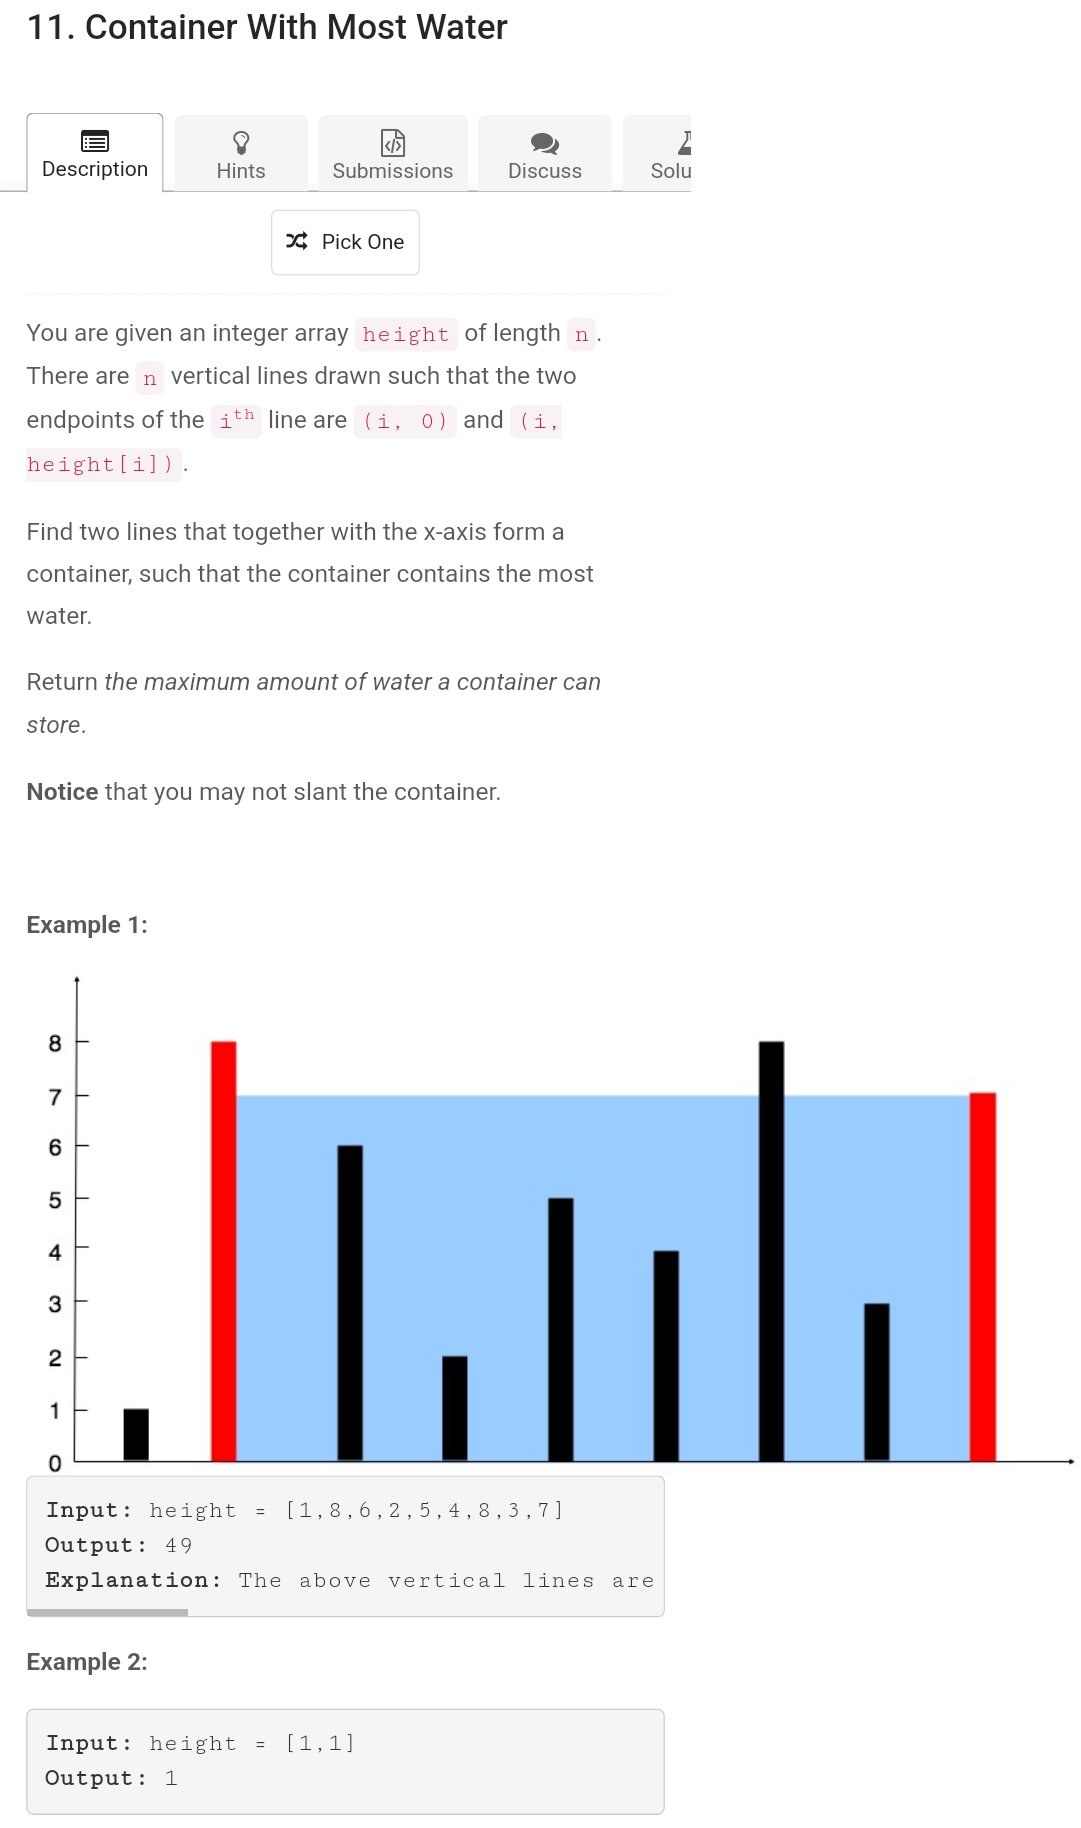 11. Container With Most Water
Description
Hints
Submissions
Discuss
Solu
Pick One
You are given an integer array height of length n.
There are n vertical lines drawn such that the two
endpoints of the iᵗʰ line are (i, 0) and (i,
height[i]).
Find two lines that together with the x-axis form a
container, such that the container contains the most
water.
Return the maximum amount of water a container can
store.
Notice that you may not slant the container.
Example 1:
8
7
6
5
4
3
2
1
0
Input: height = [1,8,6,2,5,4,8,3,7]
Output: 49
Explanation: The above vertical lines are
Example 2:
Input: height = [1,1]
Output: 1